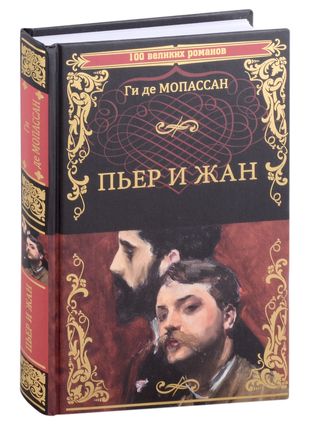 100 великих романов
Ги де МОПАССАН
ПЬЕР И ЖАН
Ги
де МОПАССАН
ПЬЕР И ЖАН